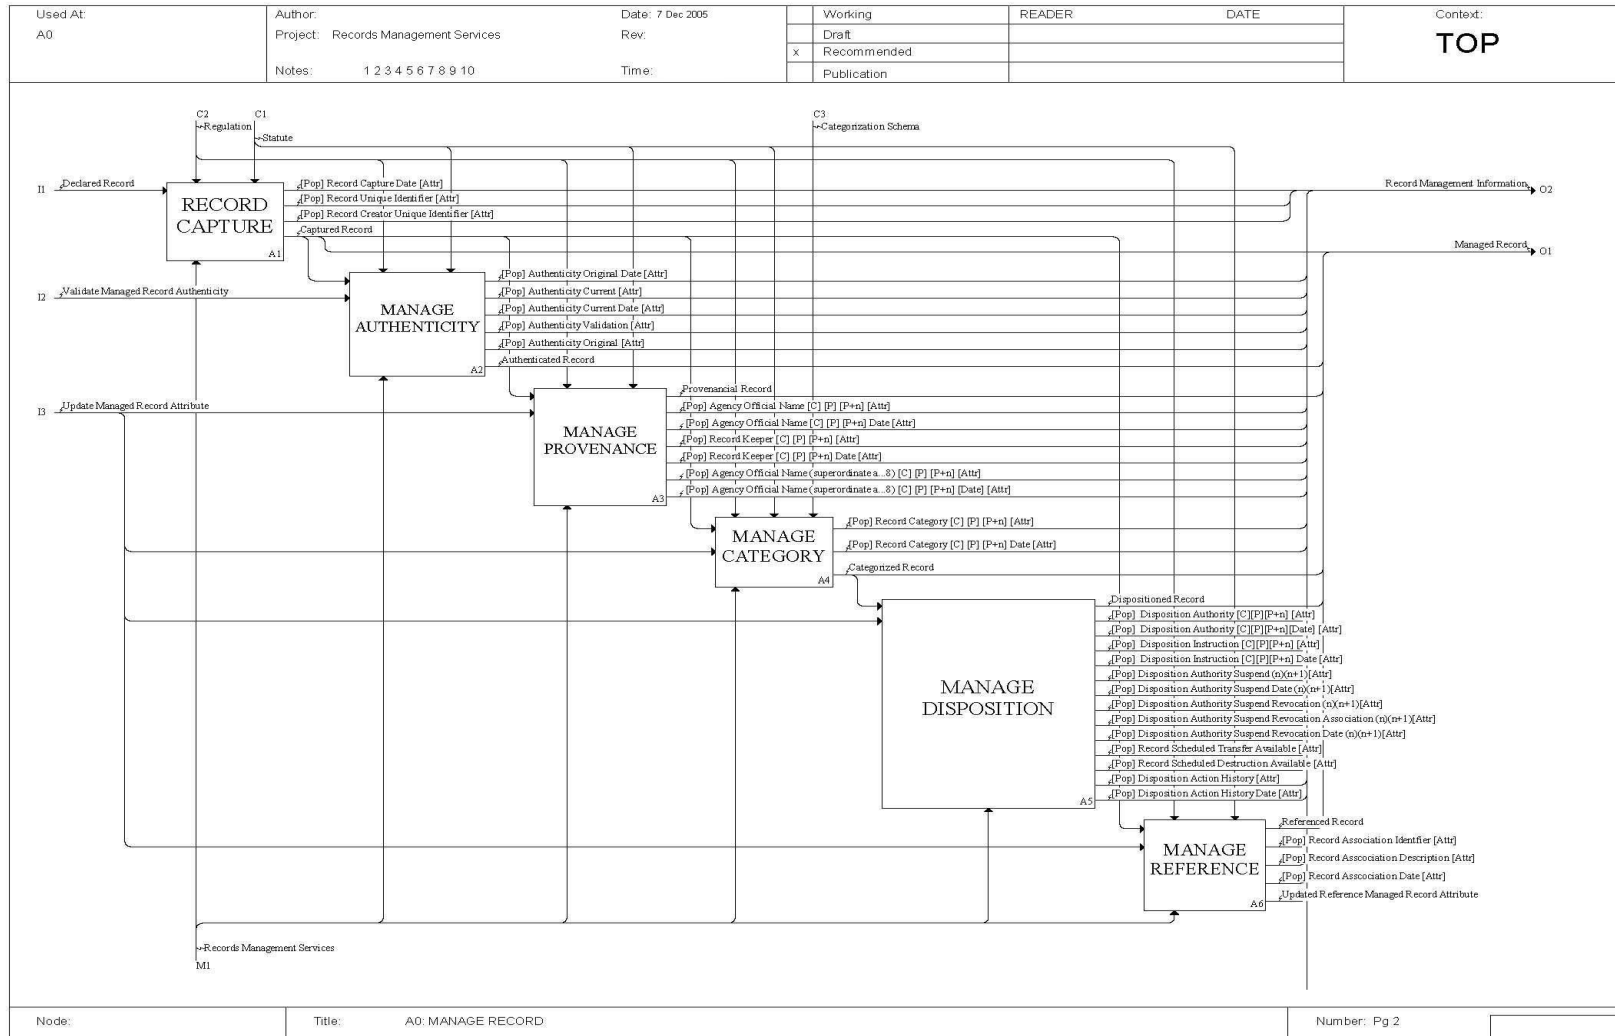 Used At:
A0
Author:
Date: 7 Dec 2005
Project: Records Management Services
Rev:
Notes: 1 2 3 4 5 6 7 8 9 10
Time:
Working
Draft
x Recommended
Publication
READER DATE
Context:
TOP
C2
Regulation
C1
Statute
C3
Categorization Schema
I1 Declared Record
RECORD
CAPTURE
A1
[Pop] Record Capture Date [Attr]
[Pop] Record Unique Identifier [Attr]
[Pop] Record Creator Unique Identifier [Attr]
Captured Record
Record Management Information O2
Managed Record O1
I2 Validate Managed Record Authenticity
MANAGE
AUTHENTICITY
A2
[Pop] Authenticity Original Date [Attr]
[Pop] Authenticity Current [Attr]
[Pop] Authenticity Current Date [Attr]
[Pop] Authenticity Validation [Attr]
[Pop] Authenticity Original [Attr]
Authenticated Record
I3 Update Managed Record Attribute
MANAGE
PROVENANCE
A3
Provenancial Record
[Pop] Agency Official Name [C] [P] [P+n] [Attr]
[Pop] Agency Official Name [C] [P] [P+n] Date [Attr]
[Pop] Record Keeper [C] [P] [P+n] [Attr]
[Pop] Record Keeper [C] [P] [P+n] Date [Attr]
[Pop] Agency Official Name (superordinate a...8) [C] [P] [P+n] [Attr]
[Pop] Agency Official Name (superordinate a...8) [C] [P] [P+n] [Date] [Attr]
MANAGE
CATEGORY
A4
[Pop] Record Category [C] [P] [P+n] [Attr]
[Pop] Record Category [C] [P] [P+n] Date [Attr]
Categorized Record
MANAGE
DISPOSITION
A5
Dispositioned Record
[Pop] Disposition Authority [C][P][P+n] [Attr]
[Pop] Disposition Authority [C][P][P+n][Date] [Attr]
[Pop] Disposition Instruction [C][P][P+n] [Attr]
[Pop] Disposition Instruction [C][P][P+n] Date [Attr]
[Pop] Disposition Authority Suspend (n)(n+1)[Attr]
[Pop] Disposition Authority Suspend Date (n)(n+1)[Attr]
[Pop] Disposition Authority Suspend Revocation (n)(n+1)[Attr]
[Pop] Disposition Authority Suspend Revocation Association (n)(n+1)[Attr]
[Pop] Disposition Authority Suspend Revocation Date (n)(n+1)[Attr]
[Pop] Record Scheduled Transfer Available [Attr]
[Pop] Record Scheduled Destruction Available [Attr]
[Pop] Disposition Action History [Attr]
[Pop] Disposition Action History Date [Attr]
MANAGE
REFERENCE
A6
Referenced Record
[Pop] Record Association Identfier [Attr]
[Pop] Record Asscociation Description [Attr]
[Pop] Record Asscociation Date [Attr]
Updated Reference Managed Record Attribute
Records Management Services
M1
Node:
Title: A0: MANAGE RECORD
Number: Pg 2